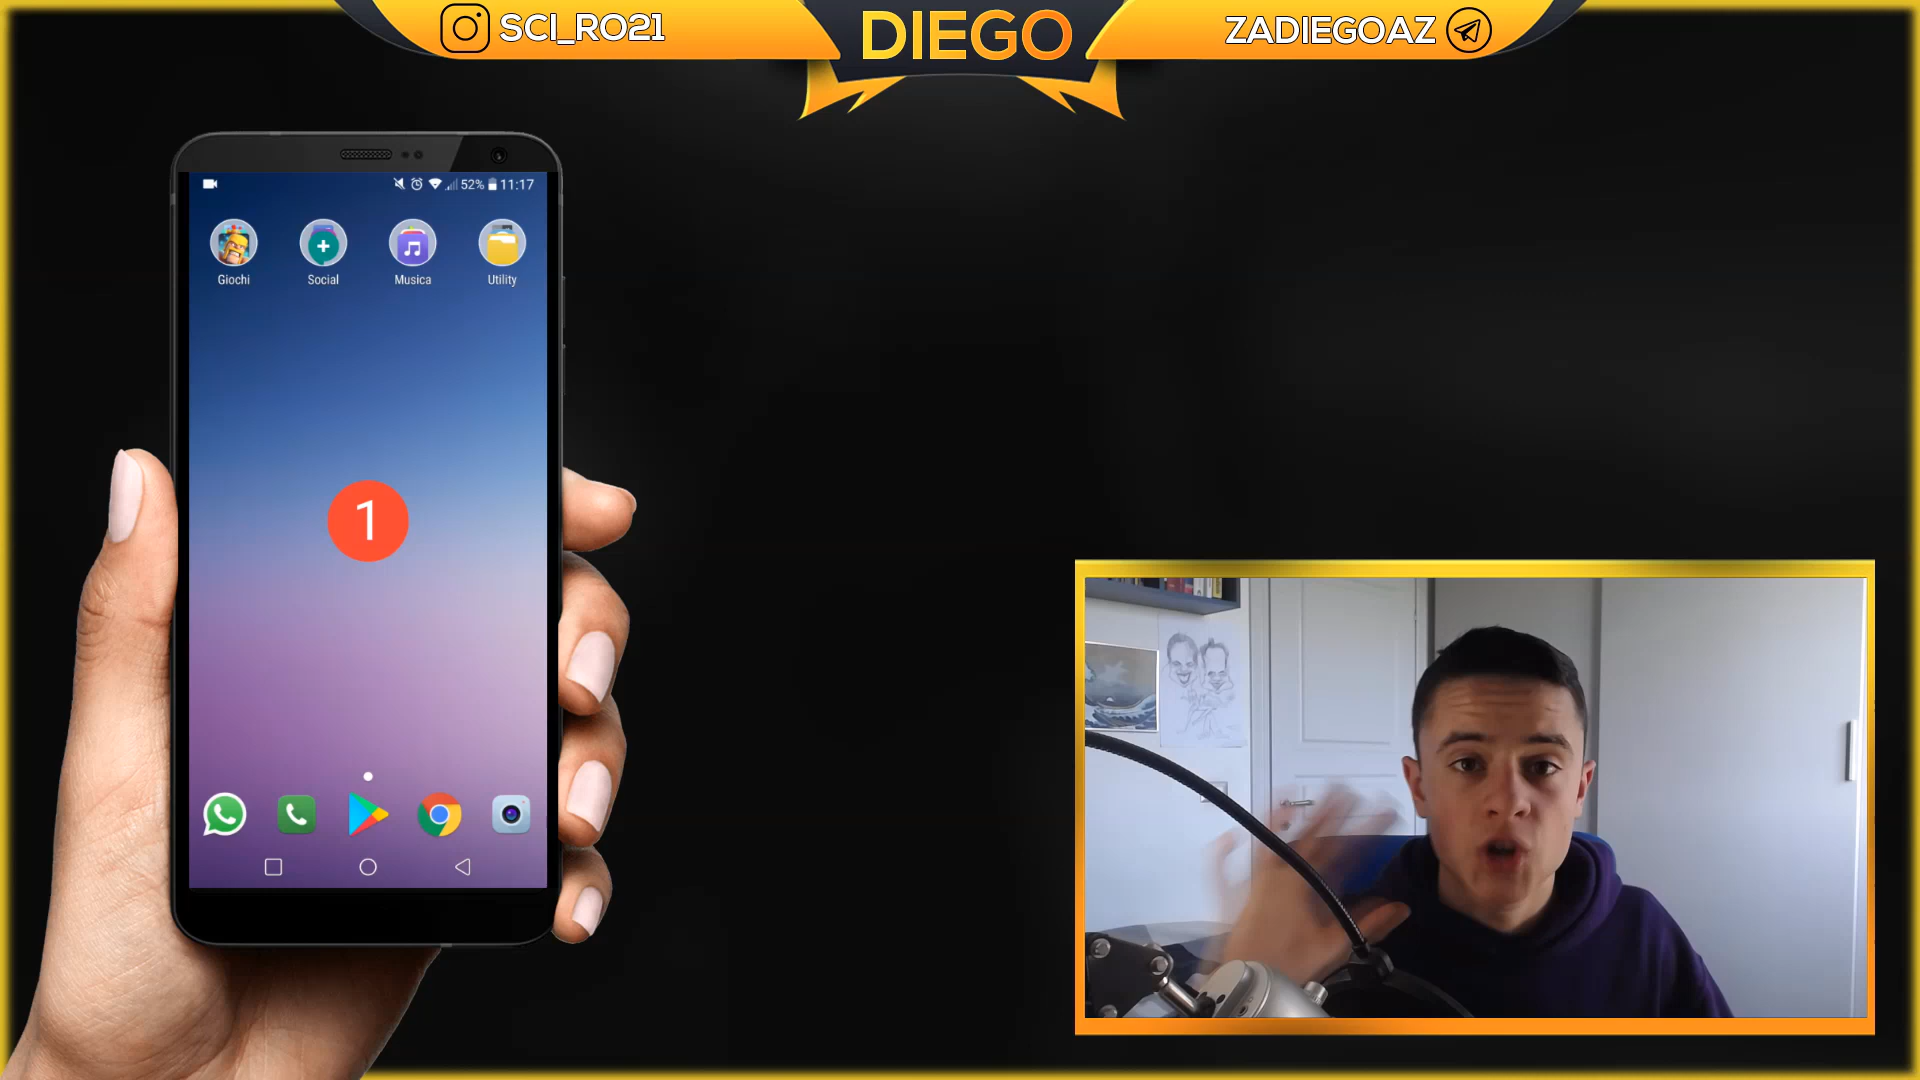 SCI_RO21
DIEGO
ZADIEGOAZ
52% 11:17
Giochi
Social
Musica
Utility
1